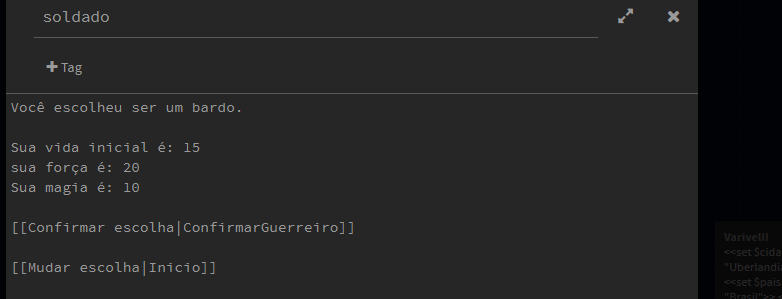 soldado
Tag
Você escolheu ser um bardo.
Sua vida inicial é: 15
sua força é: 20
Sua magia é: 10
[[Confirmar escolha|ConfirmarGuerreiro]]
[[Mudar escolha|Inicio]]
<<set $cida
"Uberlandi
<<set $pais
"Brasil">>